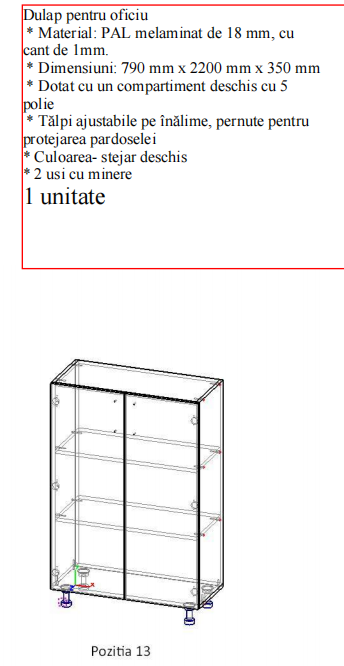 Dulap pentru oficiu
* Material: PAL melaminat de 18 mm, cu
cant de 1mm.
* Dimensiuni: 790 mm x 2200 mm x 350 mm
* Dotat cu un compartiment deschis cu 5
polie
* Tălpi ajustabile pe înălime, pernute pentru
protejarea pardoselei
* Culoarea- stejar deschis
* 2 usi cu minere
1 unitate
Pozitia 13